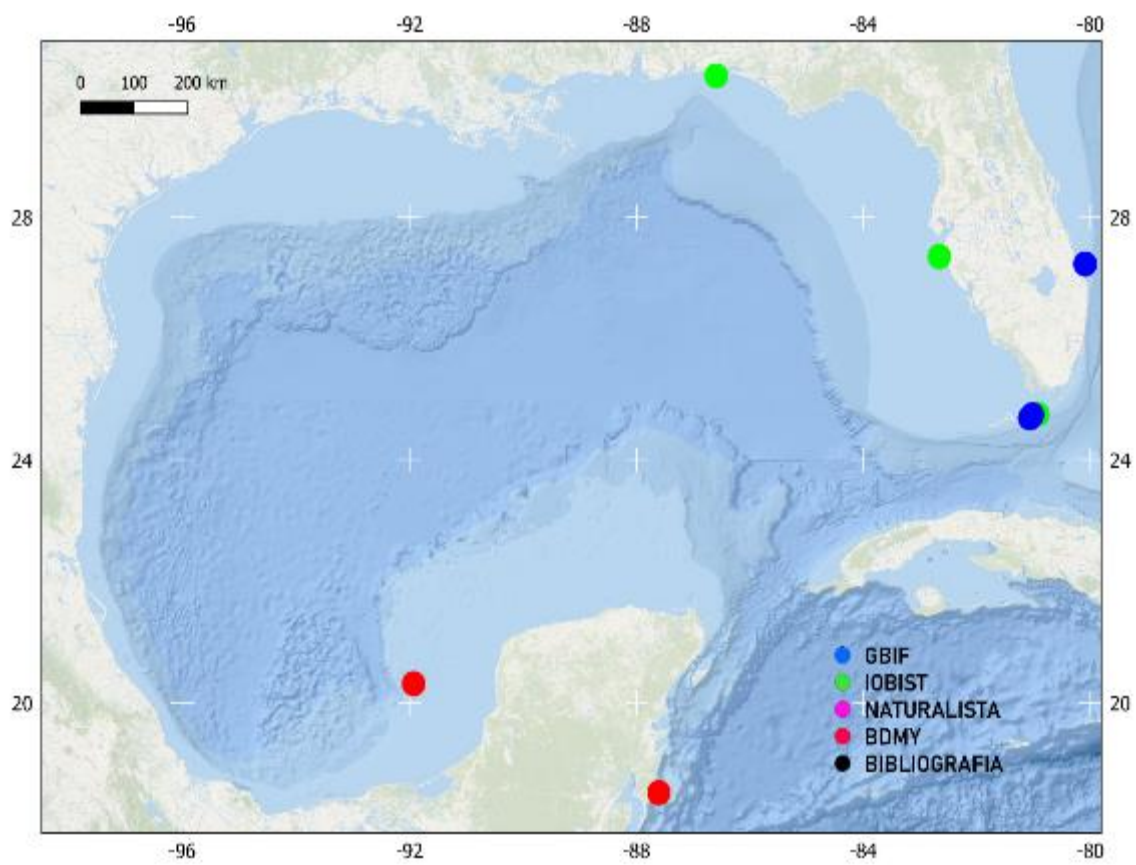 -96 -92 -88 -84 -80
0 100 200 km
28 28
24 24
GBIF
IOBIST
20 NATURALISTA 20
BDMY
BIBLIOGRAFIA
-96 -92 -88 -84 -80